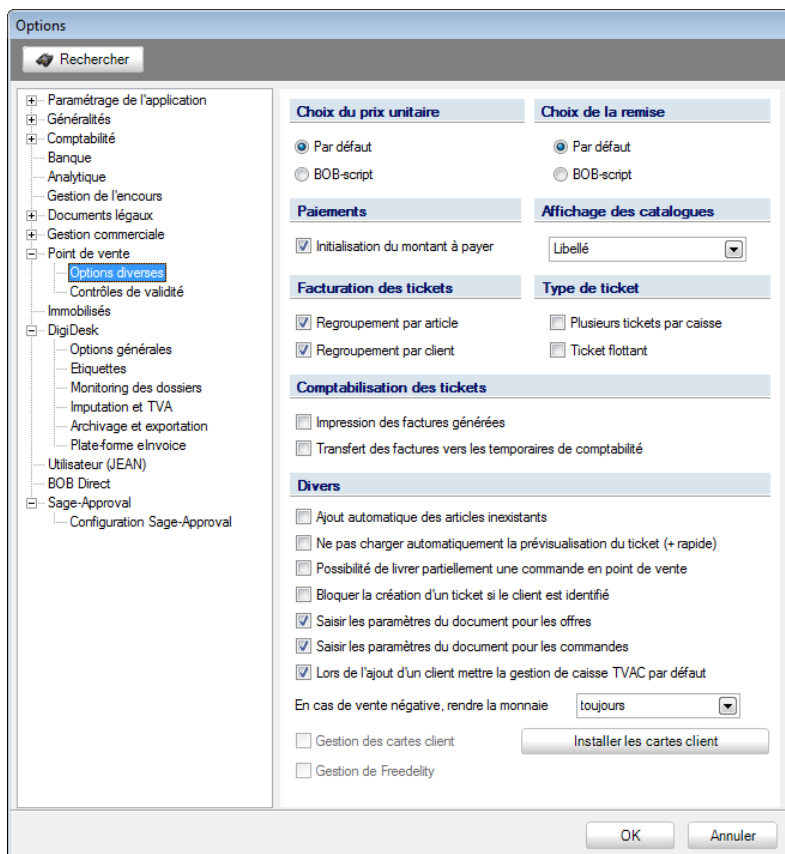 Options
Rechercher
Paramétrage de l'application
Généralités
Comptabilité
Banque
Analytique
Gestion de l'encours
Documents légaux
Gestion commerciale
Point de vente
Options diverses
Contrôles de validité
Immobilisés
DigiDesk
Options générales
Etiquettes
Monitoring des dossiers
Imputation et TVA
Archivage et exportation
Plate-forme eInvoice
Utilisateur (JEAN)
BOB Direct
Sage-Approval
Configuration Sage-Approval
Choix du prix unitaire
Par défaut
BOB-script
Choix de la remise
Par défaut
BOB-script
Paiements
Initialisation du montant à payer
Affichage des catalogues
Libellé
Facturation des tickets
Regroupement par article
Regroupement par client
Type de ticket
Plusieurs tickets par caisse
Ticket flottant
Comptabilisation des tickets
Impression des factures générées
Transfert des factures vers les temporaires de comptabilité
Divers
Ajout automatique des articles inexistants
Ne pas charger automatiquement la prévisualisation du ticket (+ rapide)
Possibilité de livrer partiellement une commande en point de vente
Bloquer la création d'un ticket si le client est identifié
Saisir les paramètres du document pour les offres
Saisir les paramètres du document pour les commandes
Lors de l'ajout d'un client mettre la gestion de caisse TVAC par défaut
En cas de vente négative, rendre la monnaie toujours
Gestion des cartes client Installer les cartes client
Gestion de Freedelity
OK Annuler